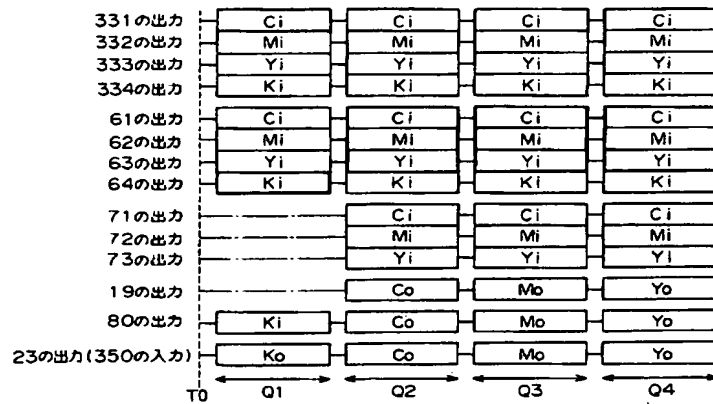 331の出力 Ci Ci Ci Ci
332の出力 Mi Mi Mi Mi
333の出力 Yi Yi Yi Yi
334の出力 Ki Ki Ki Ki
61の出力 Ci Ci Ci Ci
62の出力 Mi Mi Mi Mi
63の出力 Yi Yi Yi Yi
64の出力 Ki Ki Ki Ki
71の出力 Ci Ci Ci
72の出力 Mi Mi Mi
73の出力 Yi Yi Yi
19の出力 Co Mo Yo
80の出力 Ki Co Mo Yo
23の出力(350の入力) Ko Co Mo Yo
T0 Q1 Q2 Q3 Q4